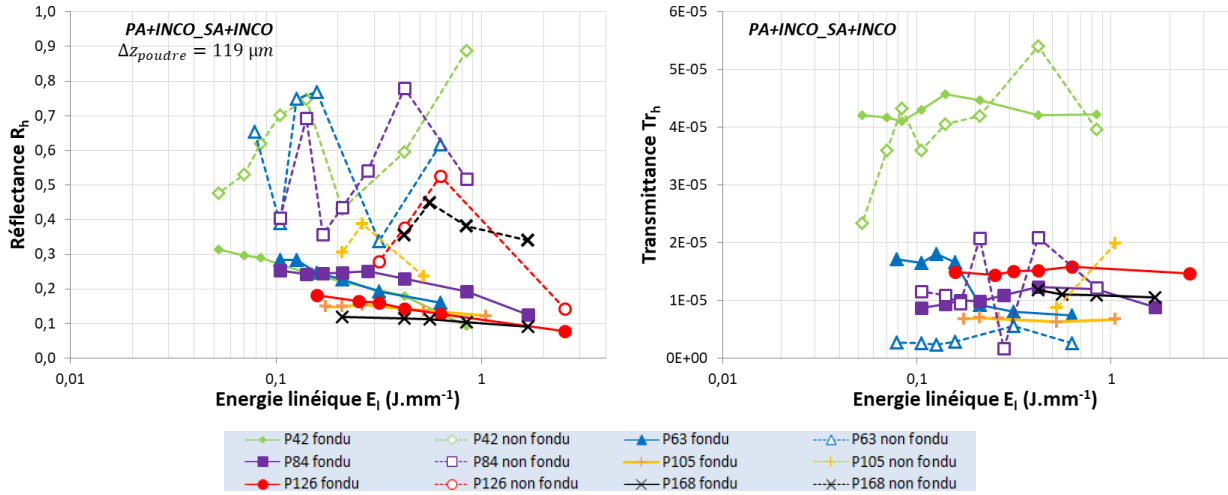 PA+INCO_SA+INCO
Δz_poudre = 119 µm
Réflectance R_h
1,0
0,9
0,8
0,7
0,6
0,5
0,4
0,3
0,2
0,1
0,0
0,01
0,1
1
Energie linéique E_l (J.mm⁻¹)
PA+INCO_SA+INCO
Transmittance Tr_h
6E-05
5E-05
4E-05
3E-05
2E-05
1E-05
0E+00
0,01
0,1
1
Energie linéique E_l (J.mm⁻¹)
P42 fondu
P42 non fondu
P63 fondu
P63 non fondu
P84 fondu
P84 non fondu
P105 fondu
P105 non fondu
P126 fondu
P126 non fondu
P168 fondu
P168 non fondu